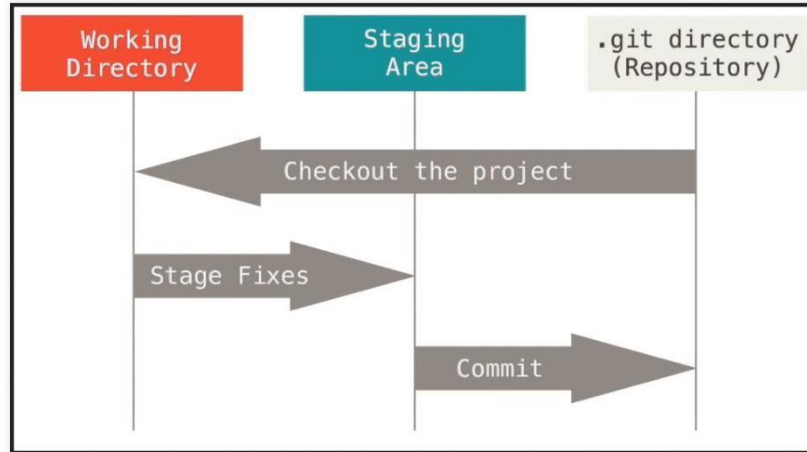 Working
Directory
Staging
Area
.git directory
(Repository)
Checkout the project
Stage Fixes
Commit